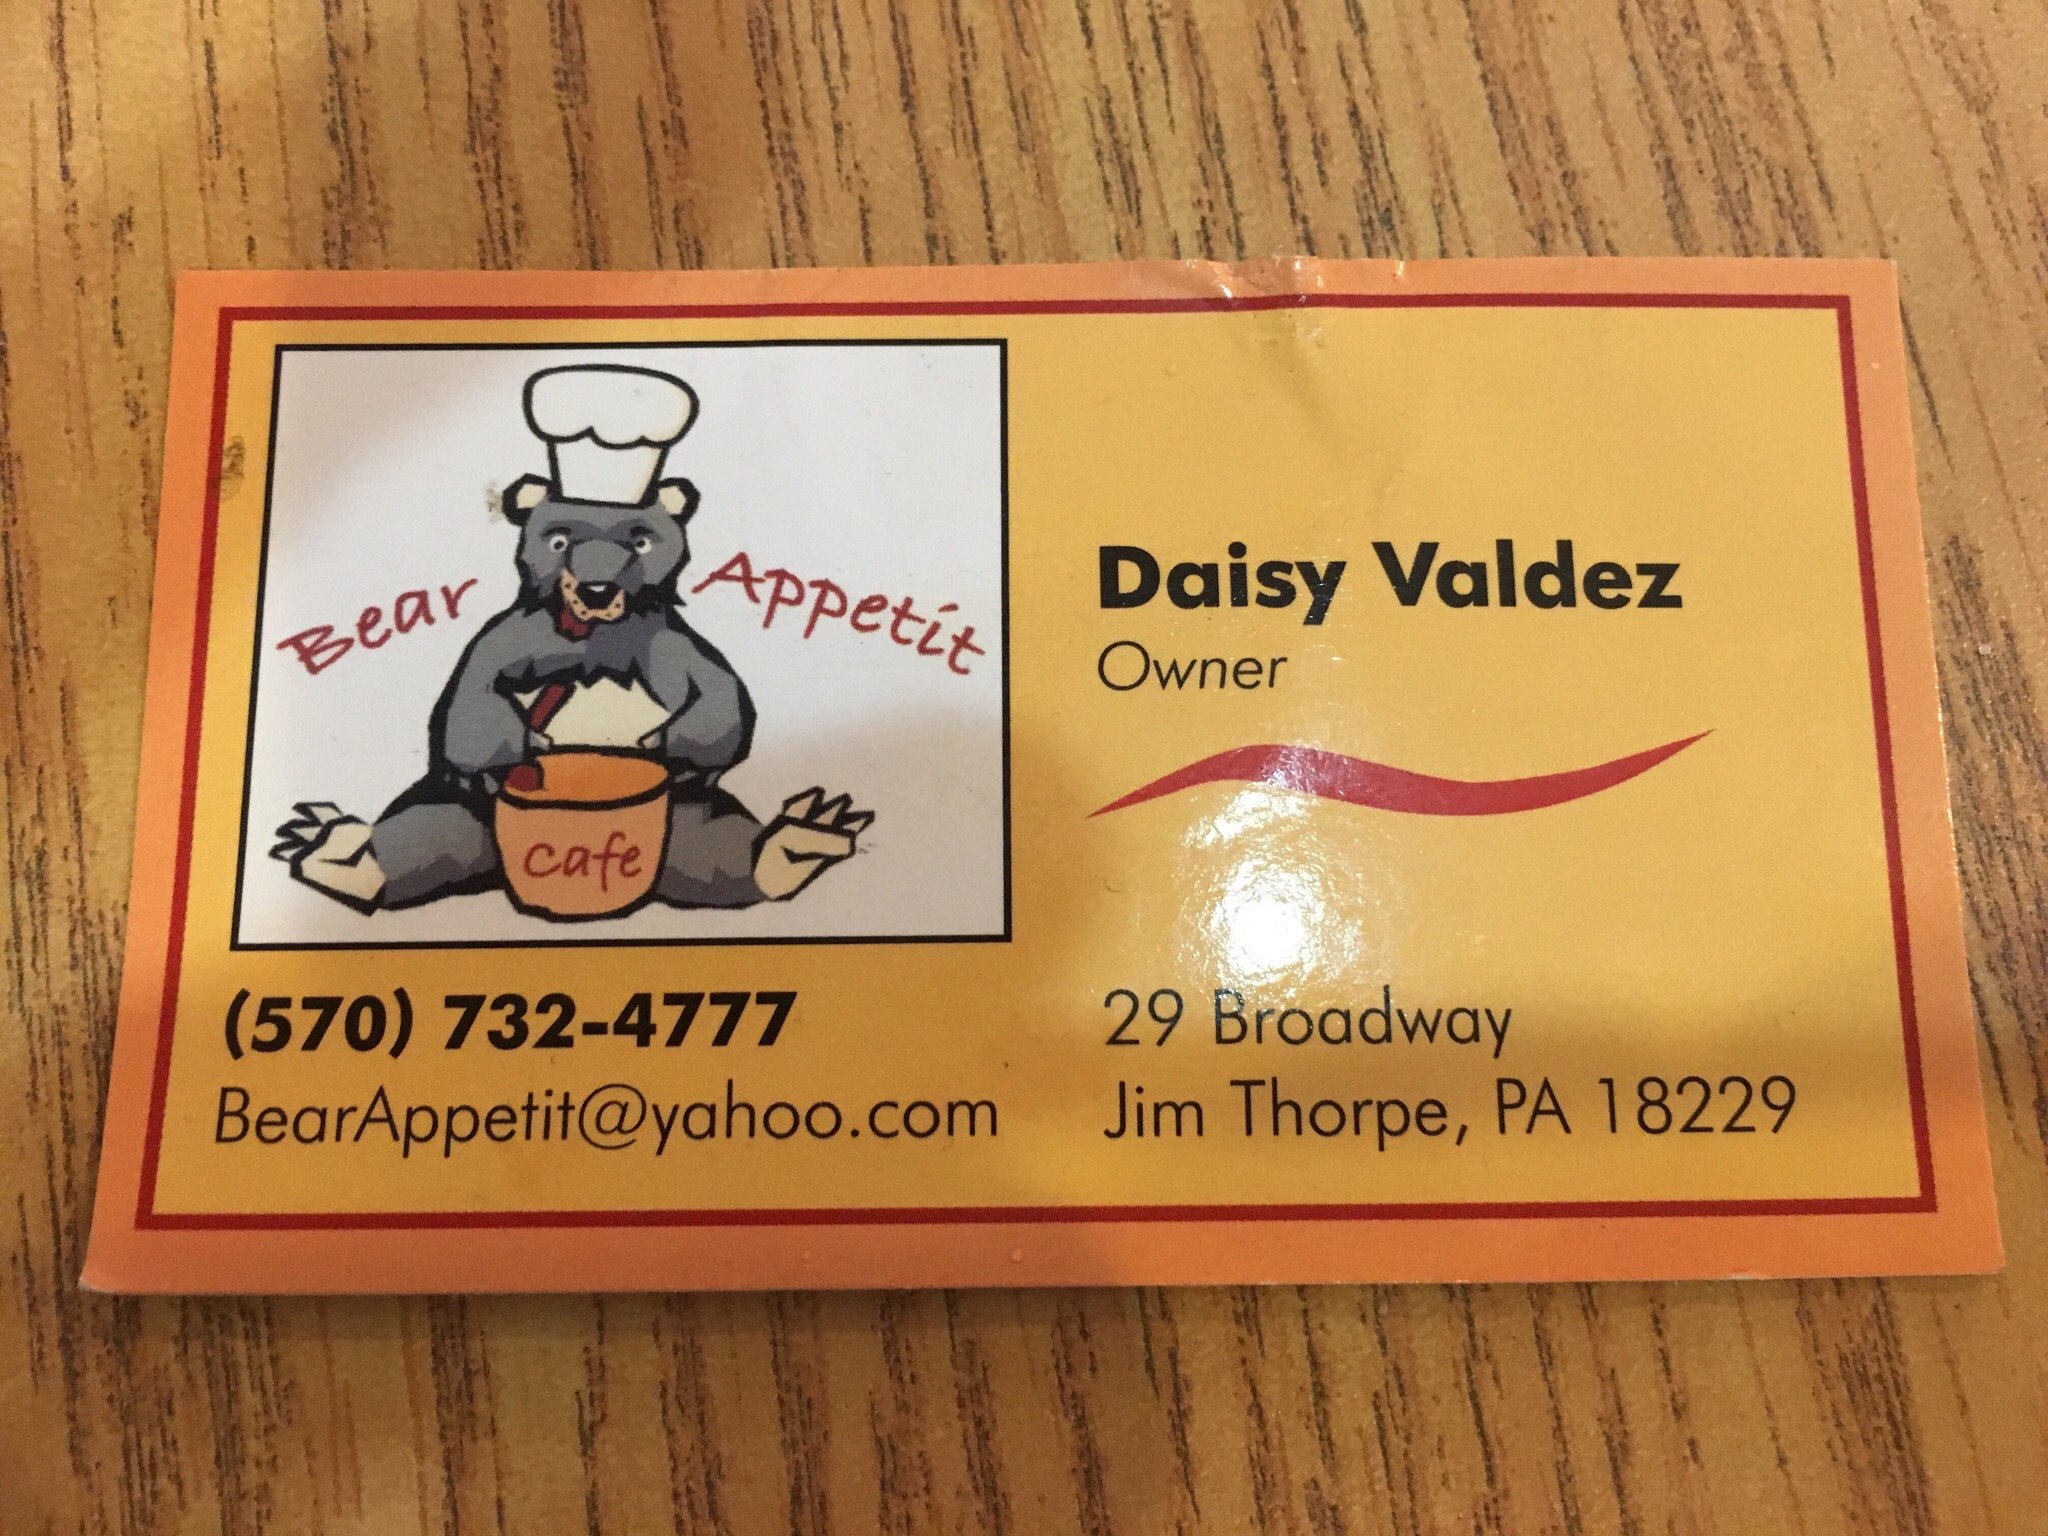 Bear Appetit
cafe
(570) 732-4777
BearAppetit@yahoo.com
Daisy Valdez
Owner
29 Broadway
Jim Thorpe, PA 18229